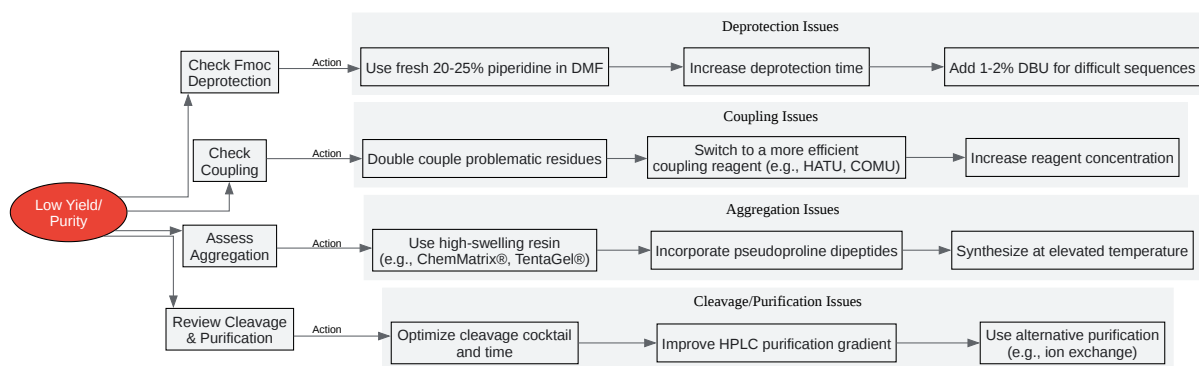 Deprotection Issues
Check Fmoc
Deprotection
Action
Use fresh 20-25% piperidine in DMF
Increase deprotection time
Add 1-2% DBU for difficult sequences
Coupling Issues
Check
Coupling
Action
Double couple problematic residues
Switch to a more efficient
coupling reagent (e.g., HATU, COMU)
Increase reagent concentration
Low Yield/
Purity
Aggregation Issues
Assess
Aggregation
Action
Use high-swelling resin
(e.g., ChemMatrix®, TentaGel®)
Incorporate pseudoproline dipeptides
Synthesize at elevated temperature
Cleavage/Purification Issues
Review Cleavage
& Purification
Action
Optimize cleavage cocktail
and time
Improve HPLC purification gradient
Use alternative purification
(e.g., ion exchange)